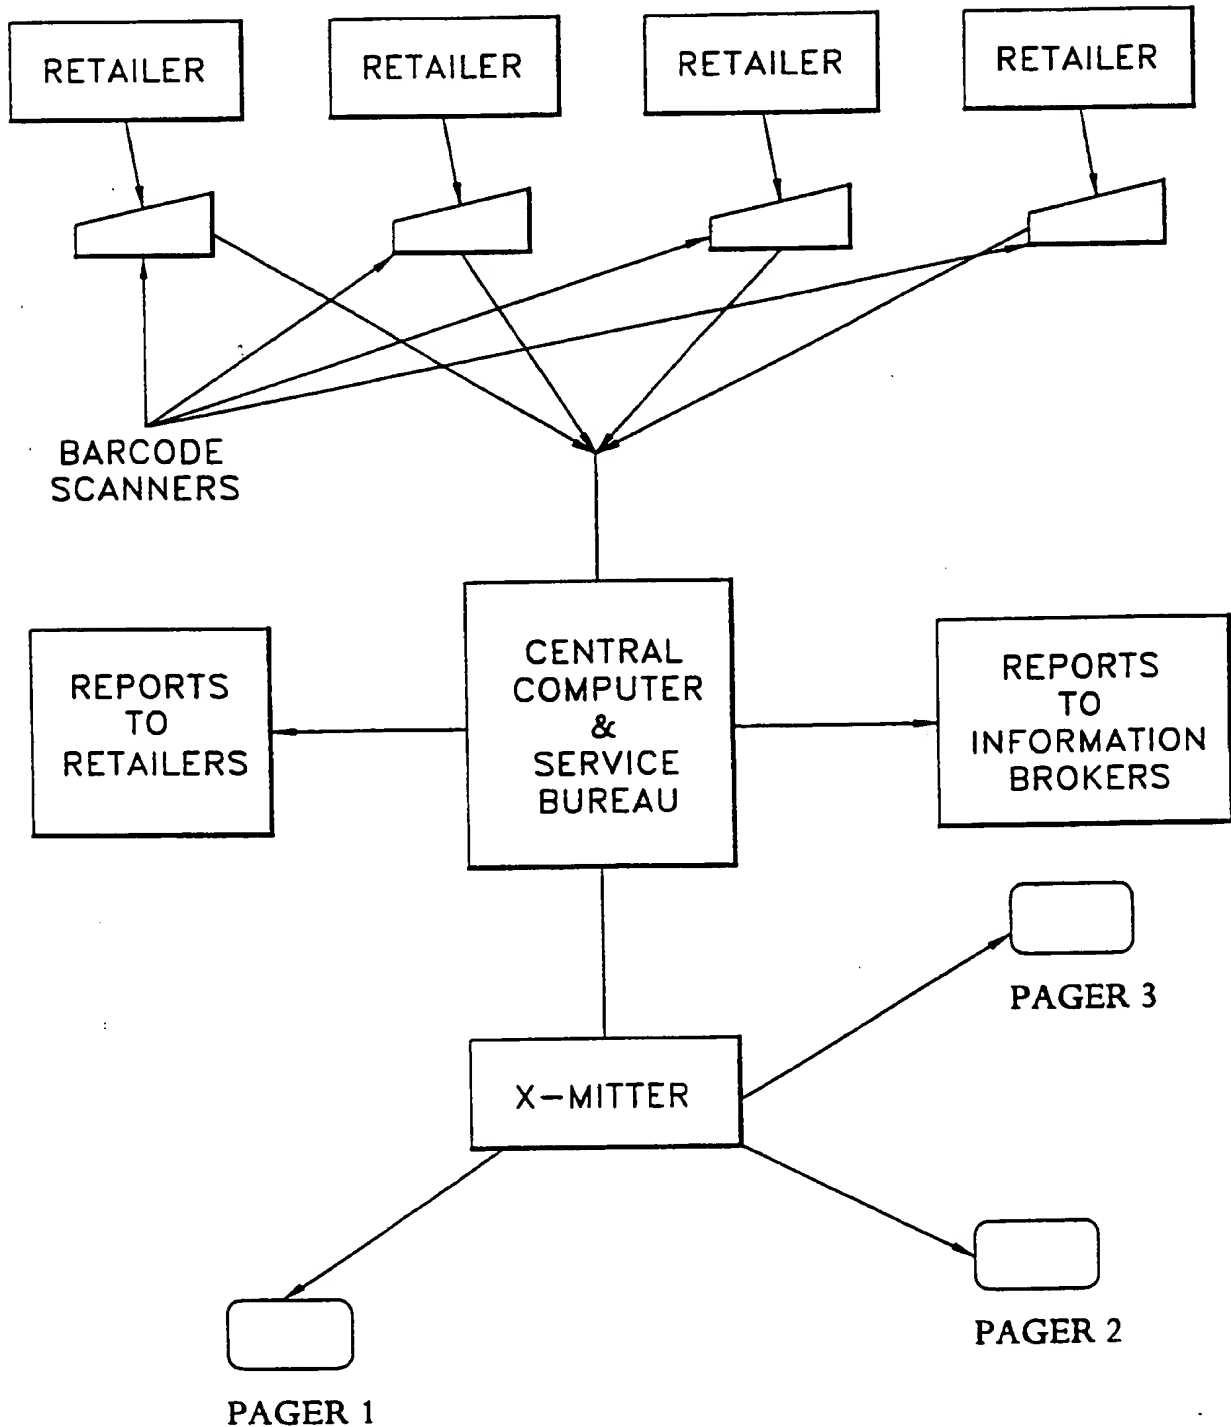 RETAILER
RETAILER
RETAILER
RETAILER
BARCODE
SCANNERS
REPORTS
TO
RETAILERS
CENTRAL
COMPUTER
&
SERVICE
BUREAU
REPORTS
TO
INFORMATION
BROKERS
PAGER 3
X-MITTER
PAGER 2
PAGER 1